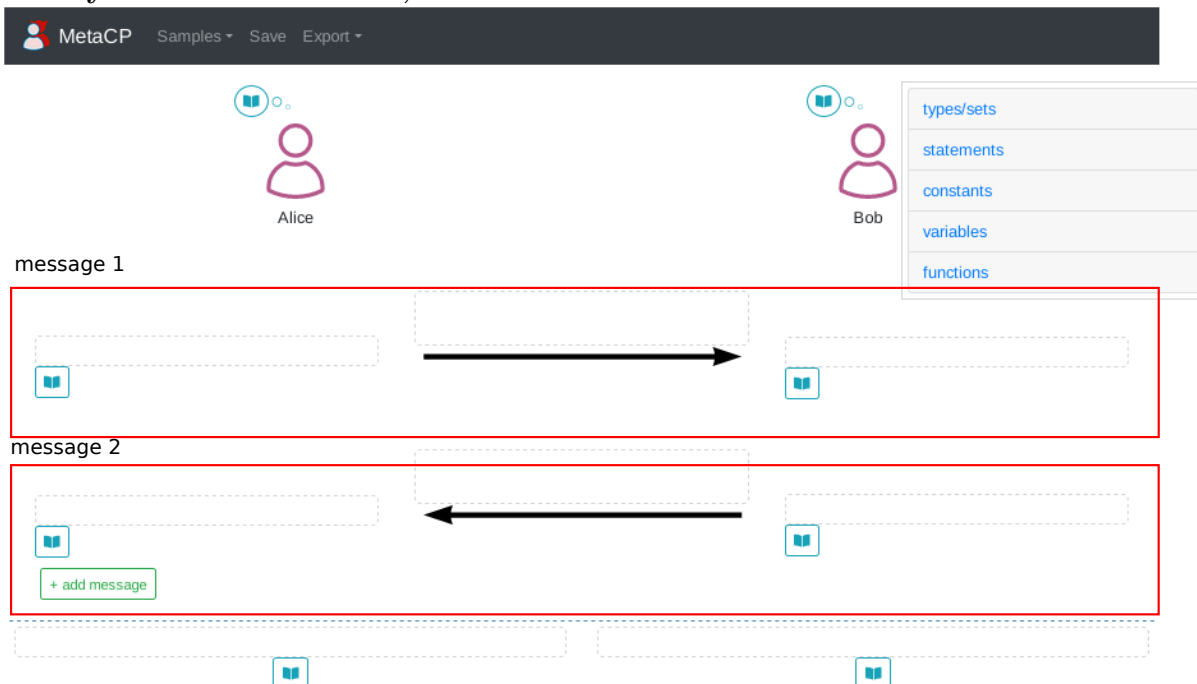 MetaCP Samples Save Export
types/sets
statements
constants
Alice
Bob
variables
message 1
functions
message 2
+ add message